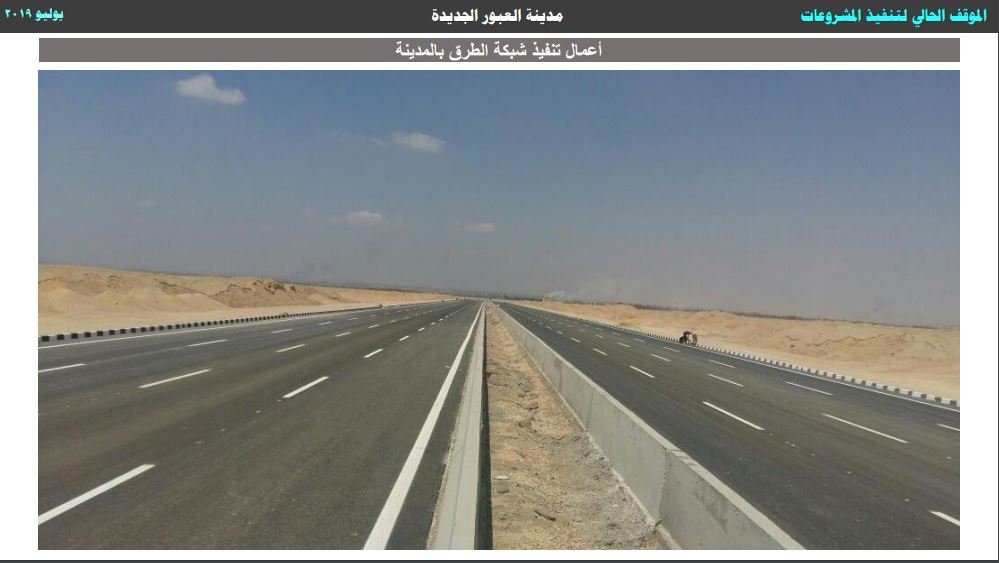 الموقف الحالي لتنفيذ المشروعات
مدينة العبور الجديدة
يوليو ٢٠١٩
أعمال تنفيذ شبكة الطرق بالمدينة